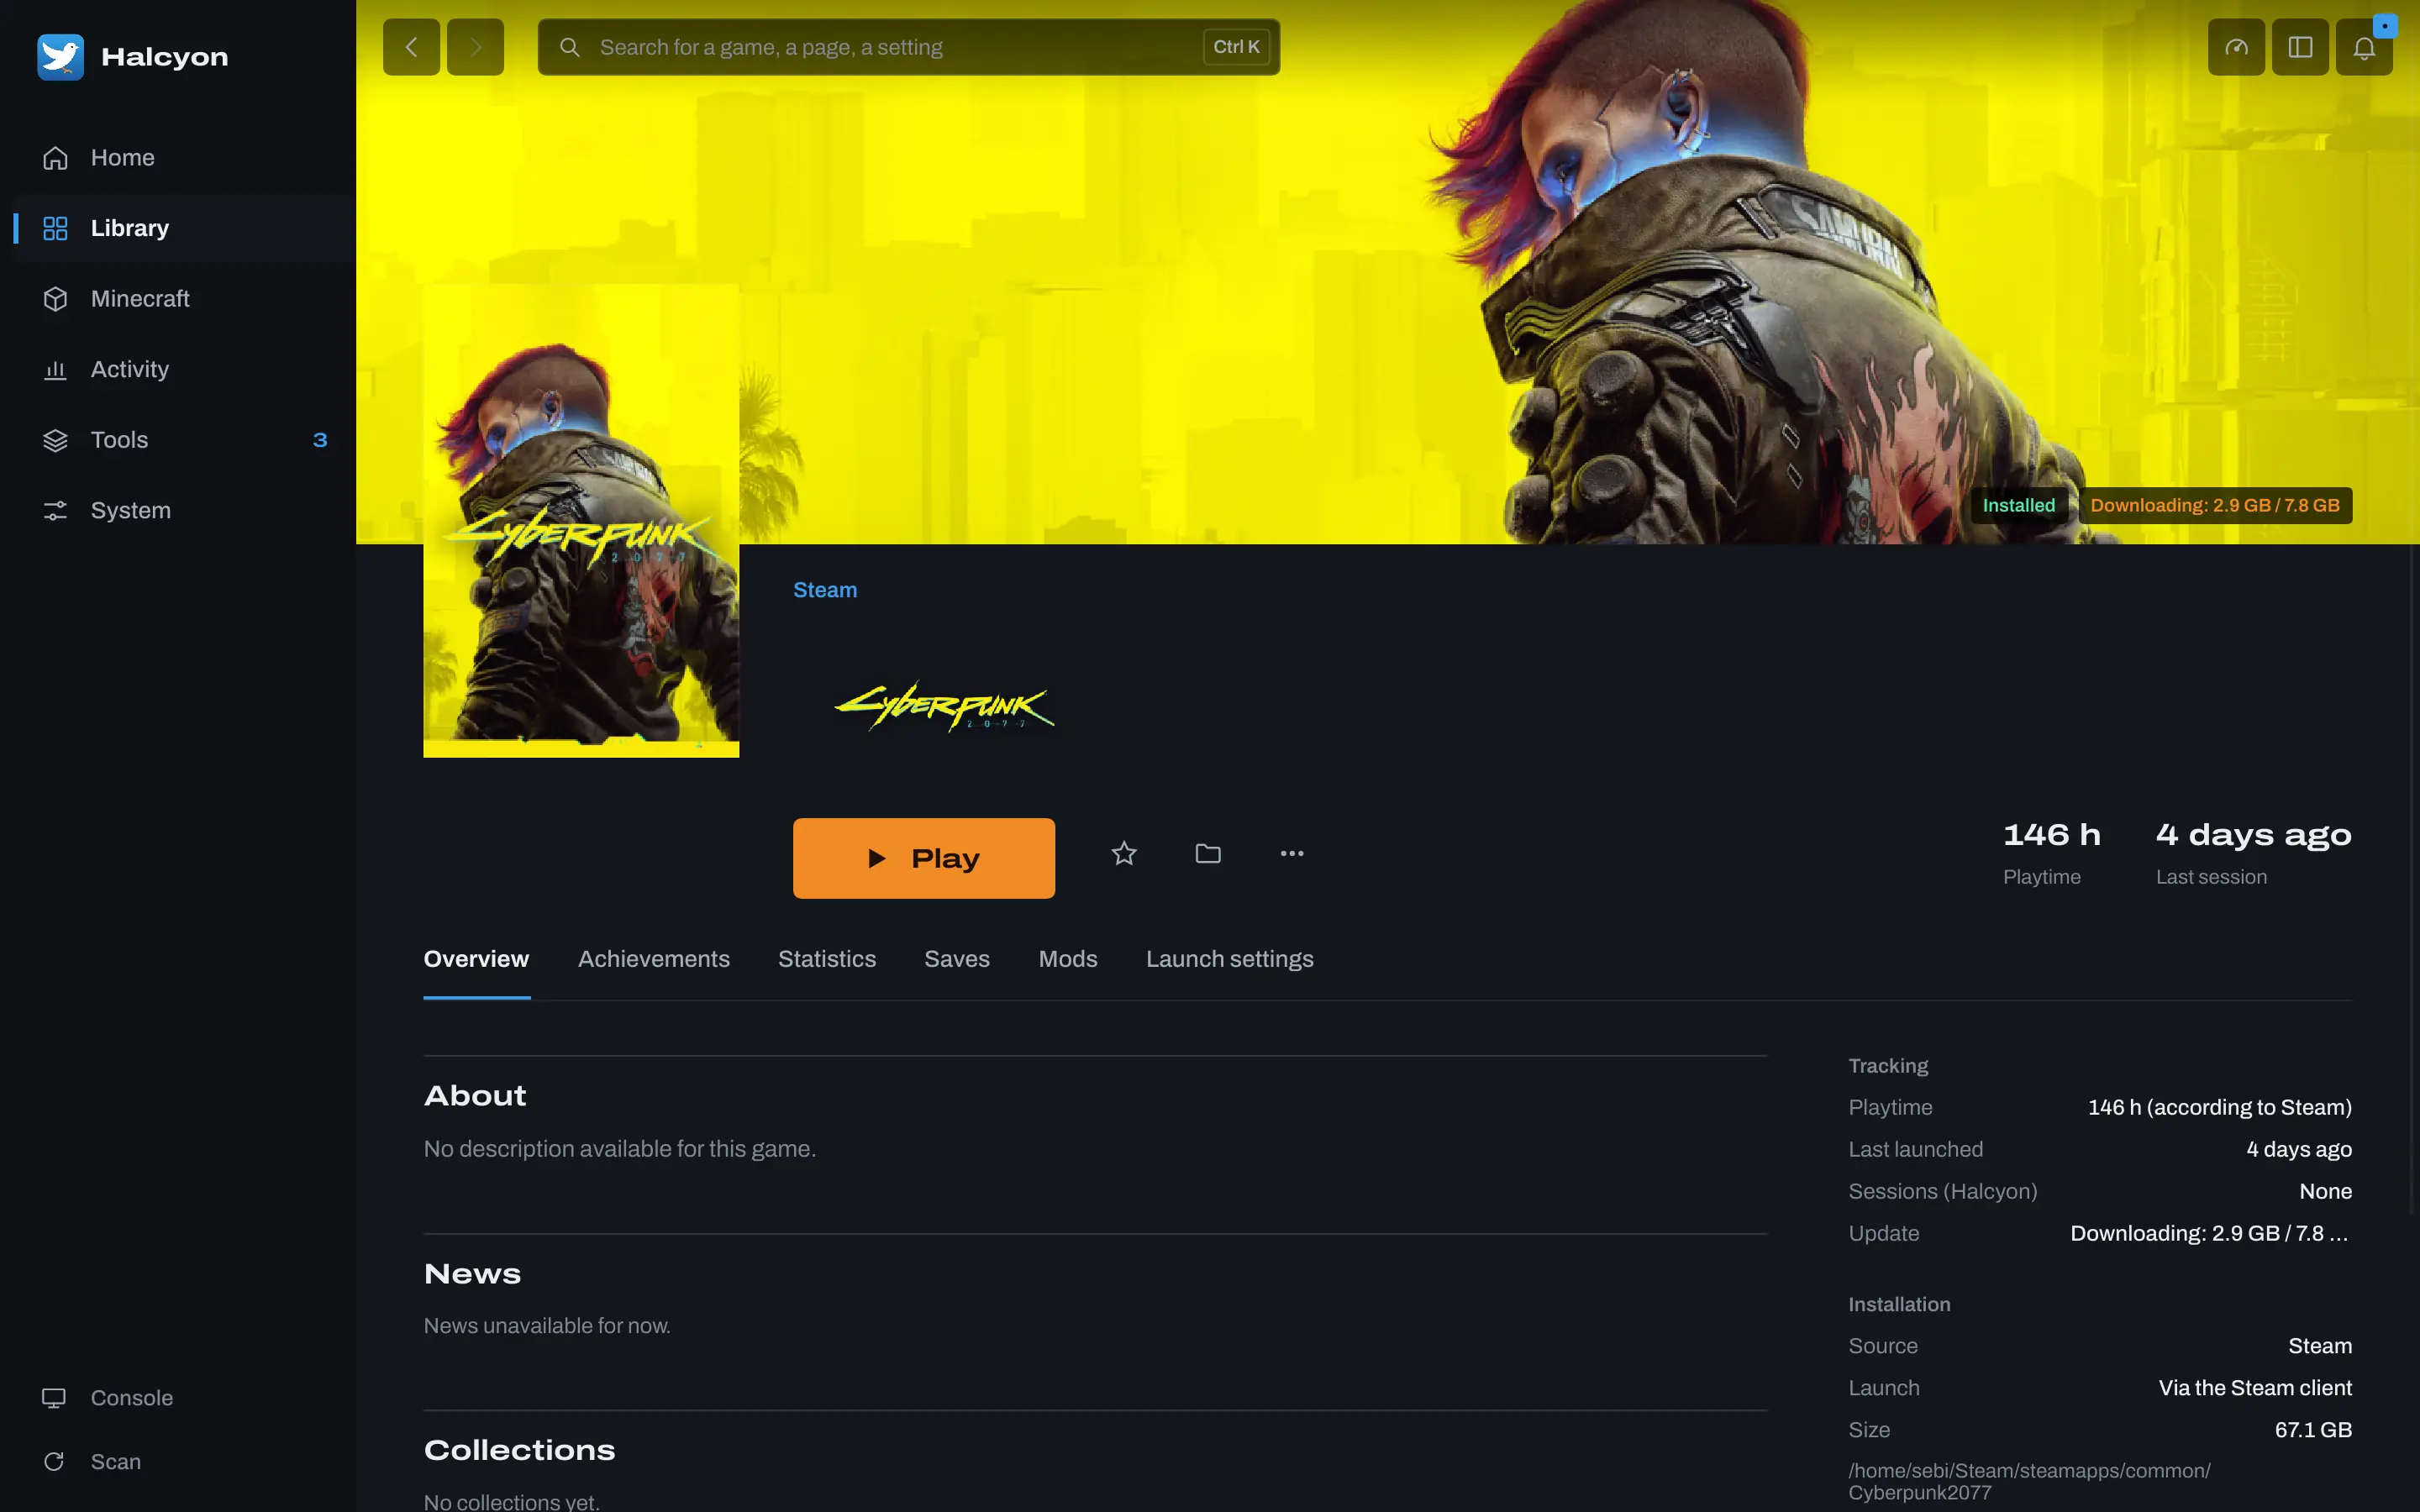 Halcyon
Search for a game, a page, a setting
Ctrl K
Home
Library
Minecraft
Activity
Tools
3
System
SAMURAI
Installed
Downloading: 2.9 GB / 7.8 GB
SAMURAI
CYBERPUNK
2077
Steam
CYBERPUNK
2077
Play
146 h
Playtime
4 days ago
Last session
Overview
Achievements
Statistics
Saves
Mods
Launch settings
About
No description available for this game.
News
News unavailable for now.
Collections
No collections yet.
Tracking
Playtime
146 h (according to Steam)
Last launched
4 days ago
Sessions (Halcyon)
None
Update
Downloading: 2.9 GB / 7.8 ...
Installation
Source
Steam
Launch
Via the Steam client
Size
67.1 GB
/home/sebi/Steam/steamapps/common/
Cyberpunk2077
Console
Scan